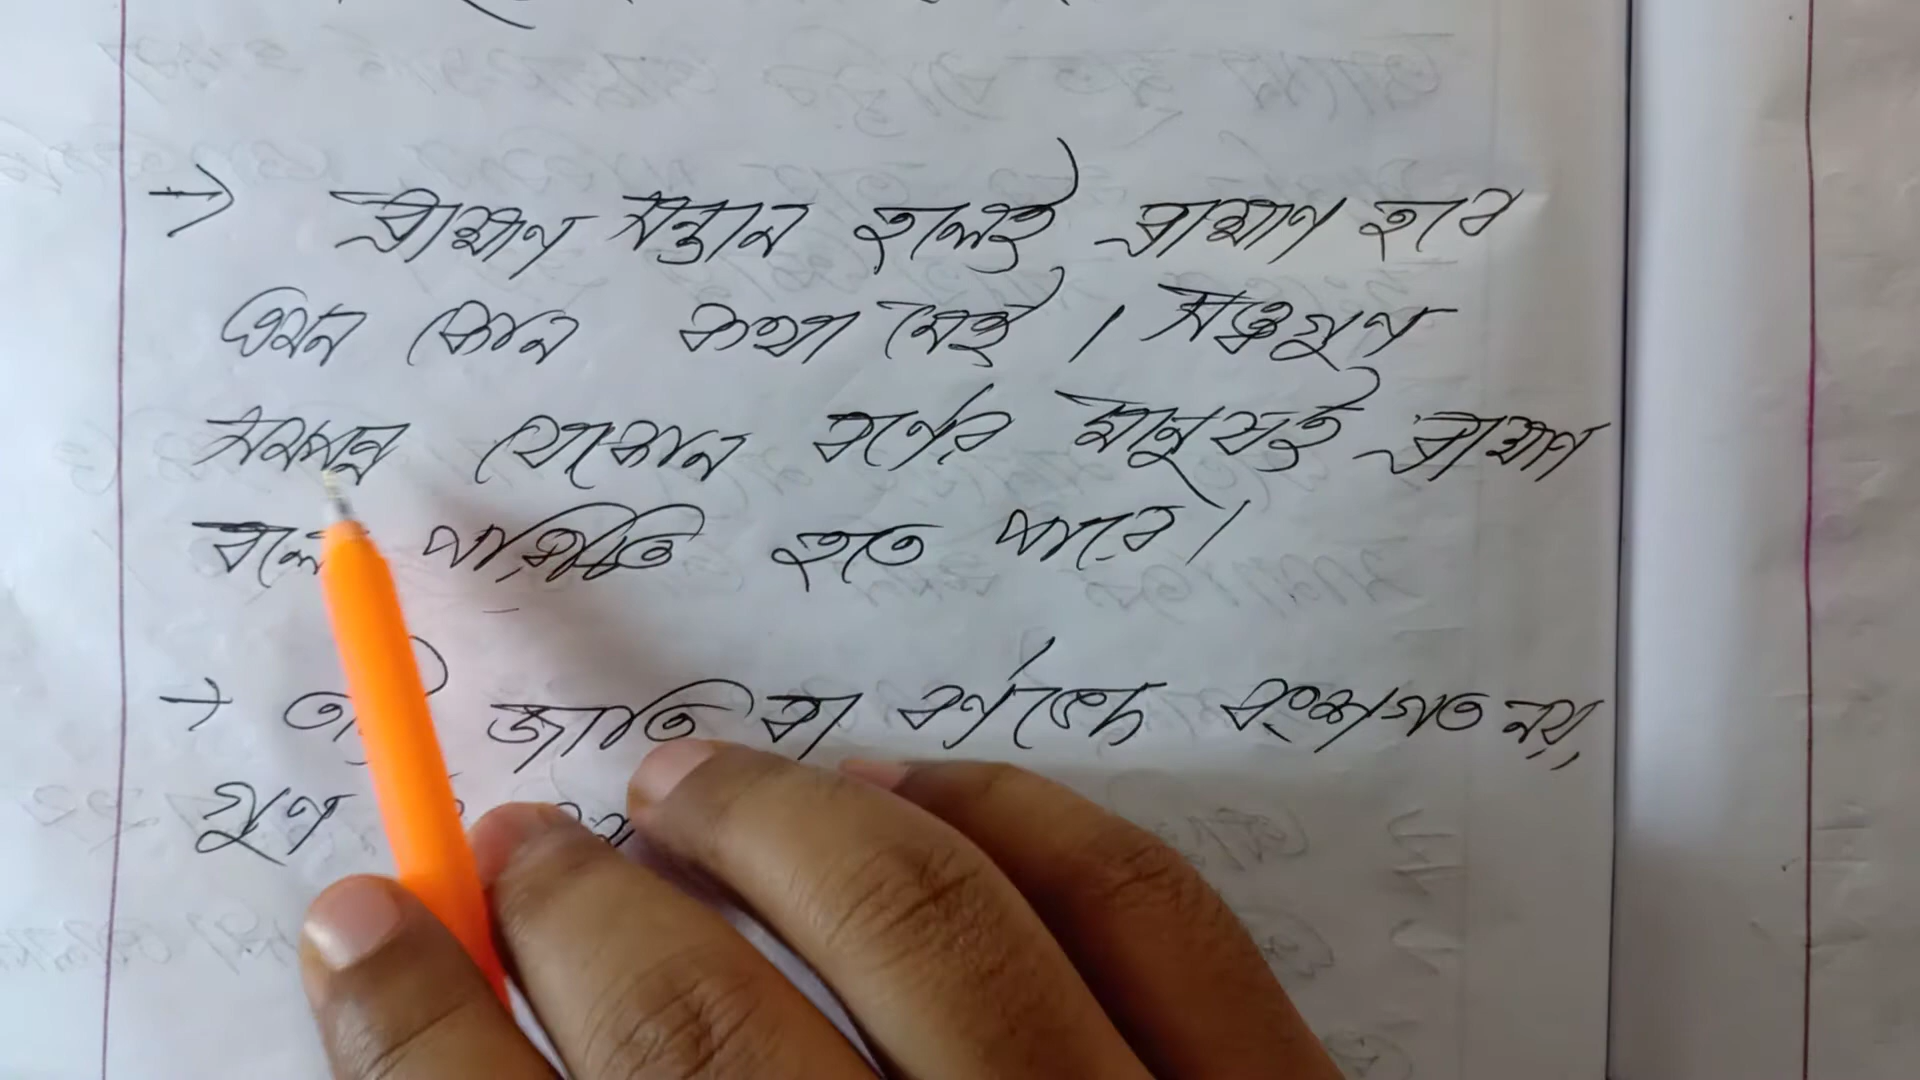 → ব্রাহ্মণ সন্তান হলেই ব্রাহ্মণ হবে
এমন কোন কথা নেই । সত্ত্বগুণ
সম্পন্ন যেকোন বর্ণের মানুষই ব্রাহ্মণ
বলে পরিচিতি হতে পারে।
→ জাতি বা বর্ণভেদ বংশগত নয়,
গুণ